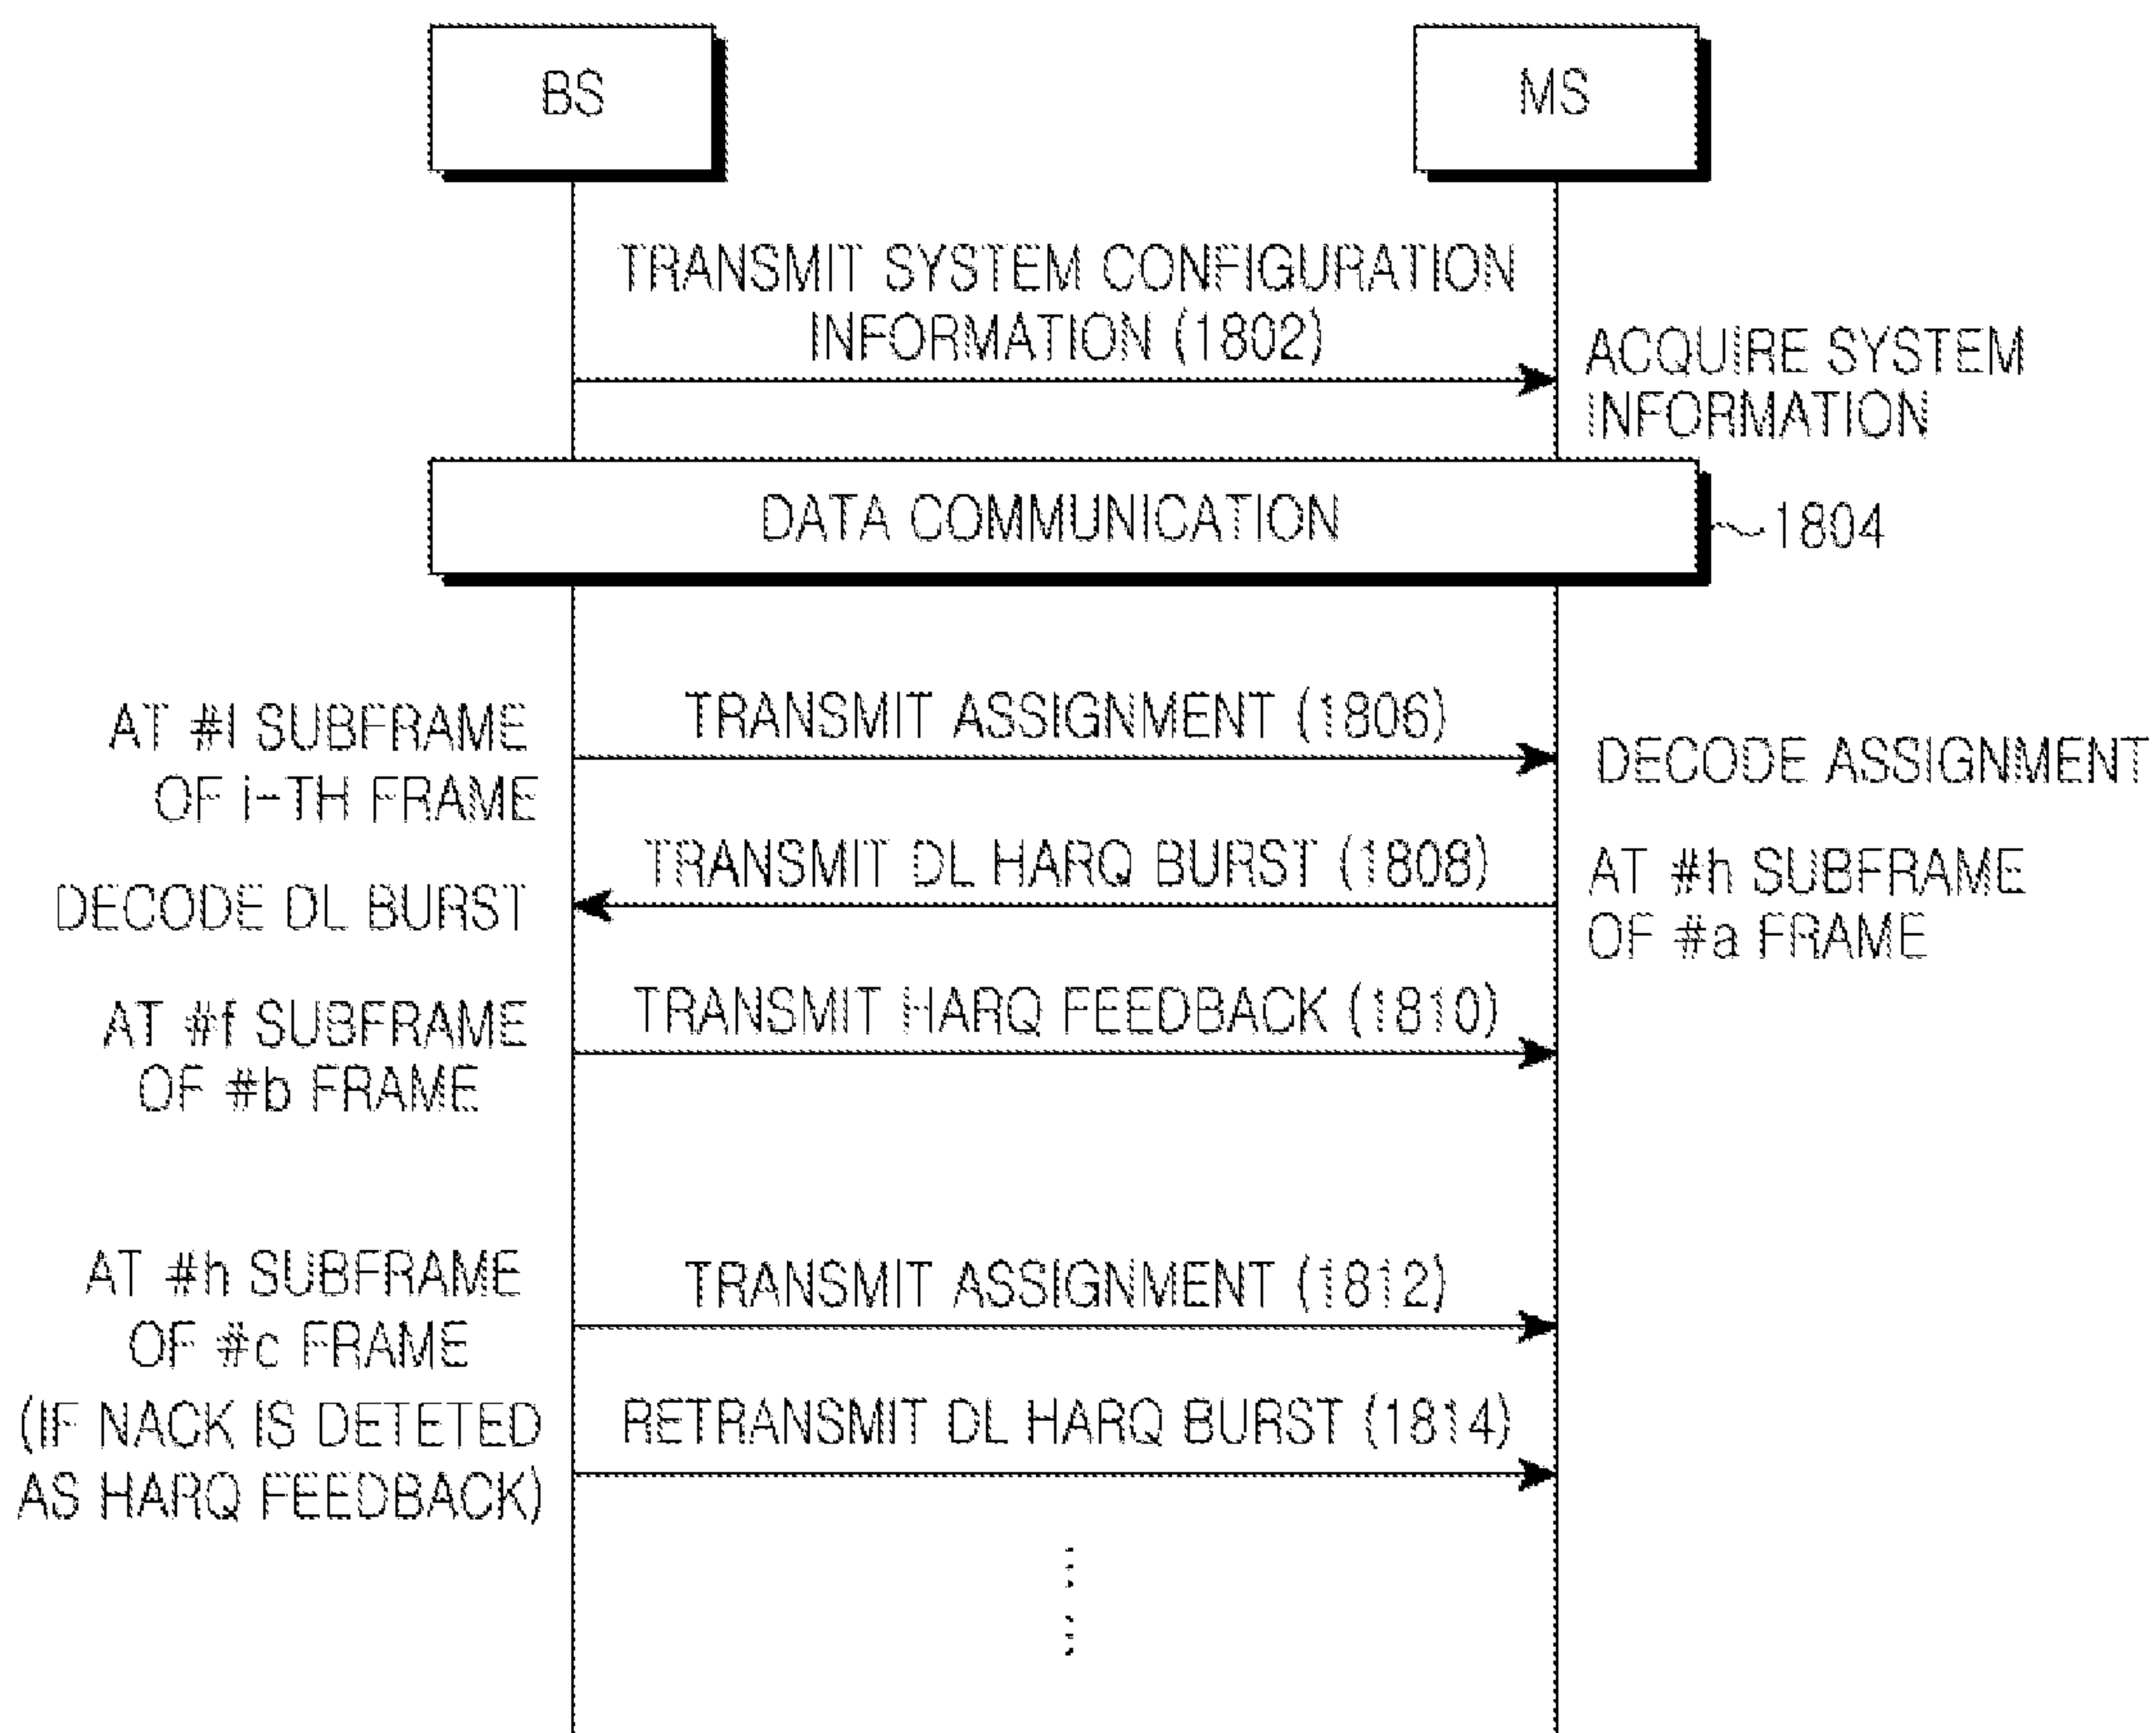 BS
MS
TRANSMIT SYSTEM CONFIGURATION
INFORMATION (1802)
ACQUIRE SYSTEM
INFORMATION
DATA COMMUNICATION
1804
AT #l SUBFRAME
OF i-TH FRAME
TRANSMIT ASSIGNMENT (1806)
DECODE ASSIGNMENT
TRANSMIT DL HARQ BURST (1808)
DECODE DL BURST
AT #h SUBFRAME
OF #a FRAME
AT #f SUBFRAME
OF #b FRAME
TRANSMIT HARQ FEEDBACK (1810)
AT #h SUBFRAME
OF #c FRAME
TRANSMIT ASSIGNMENT (1812)
(IF NACK IS DETETED
AS HARQ FEEDBACK)
RETRANSMIT DL HARQ BURST (1814)